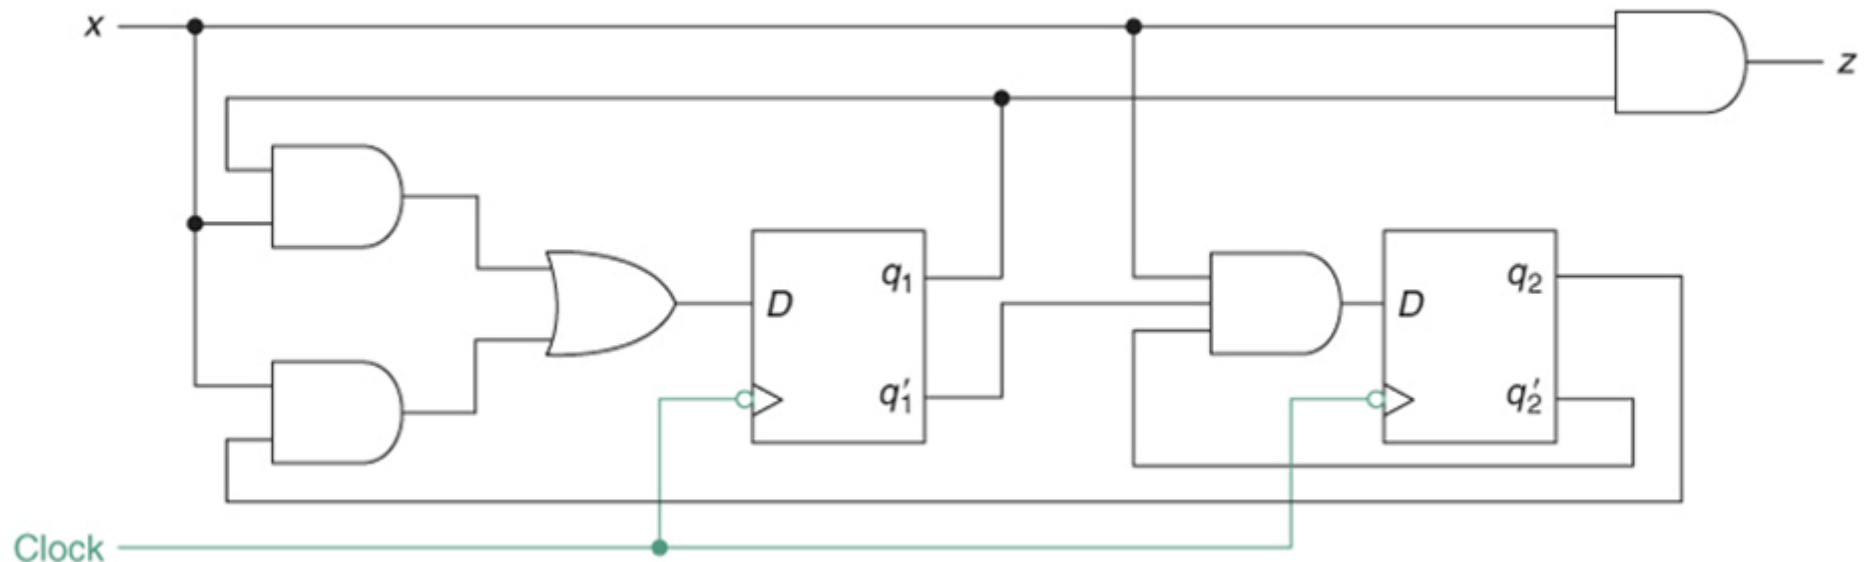 x
z
q₁
D
q₁′
q₂
D
q₂′
Clock